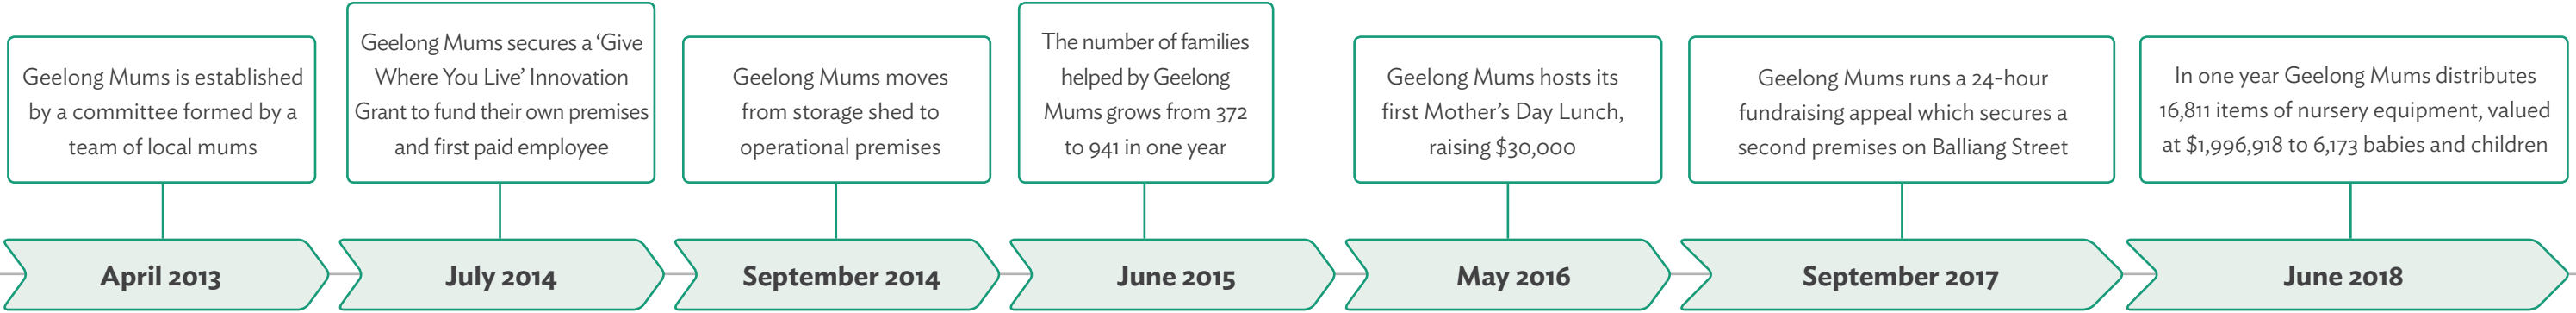 Geelong Mums is established
by a committee formed by a
team of local mums
April 2013
Geelong Mums secures a ‘Give
Where You Live’ Innovation
Grant to fund their own premises
and first paid employee
July 2014
Geelong Mums moves
from storage shed to
operational premises
September 2014
The number of families
helped by Geelong
Mums grows from 372
to 941 in one year
June 2015
Geelong Mums hosts its
first Mother’s Day Lunch,
raising $30,000
May 2016
Geelong Mums runs a 24-hour
fundraising appeal which secures a
second premises on Balliang Street
September 2017
In one year Geelong Mums distributes
16,811 items of nursery equipment, valued
at $1,996,918 to 6,173 babies and children
June 2018